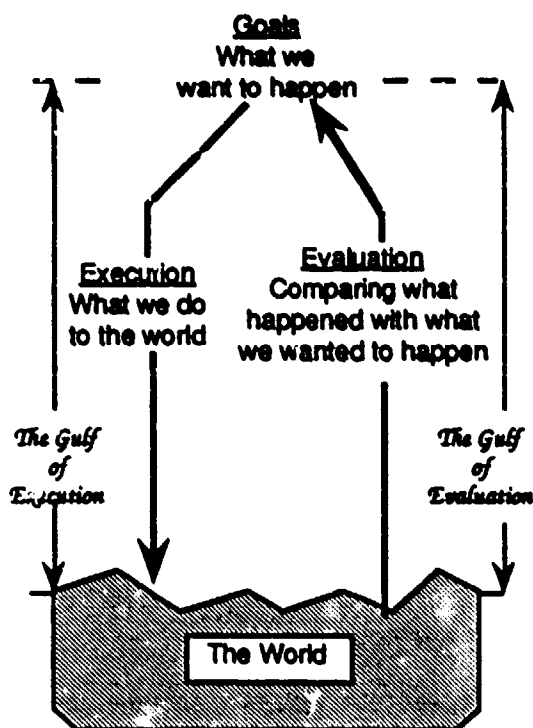 Goals
What we
want to happen
Execution
What we do
to the world
Evaluation
Comparing what
happened with what
we wanted to happen
The Gulf
of
Execution
The Gulf
of
Evaluation
The World